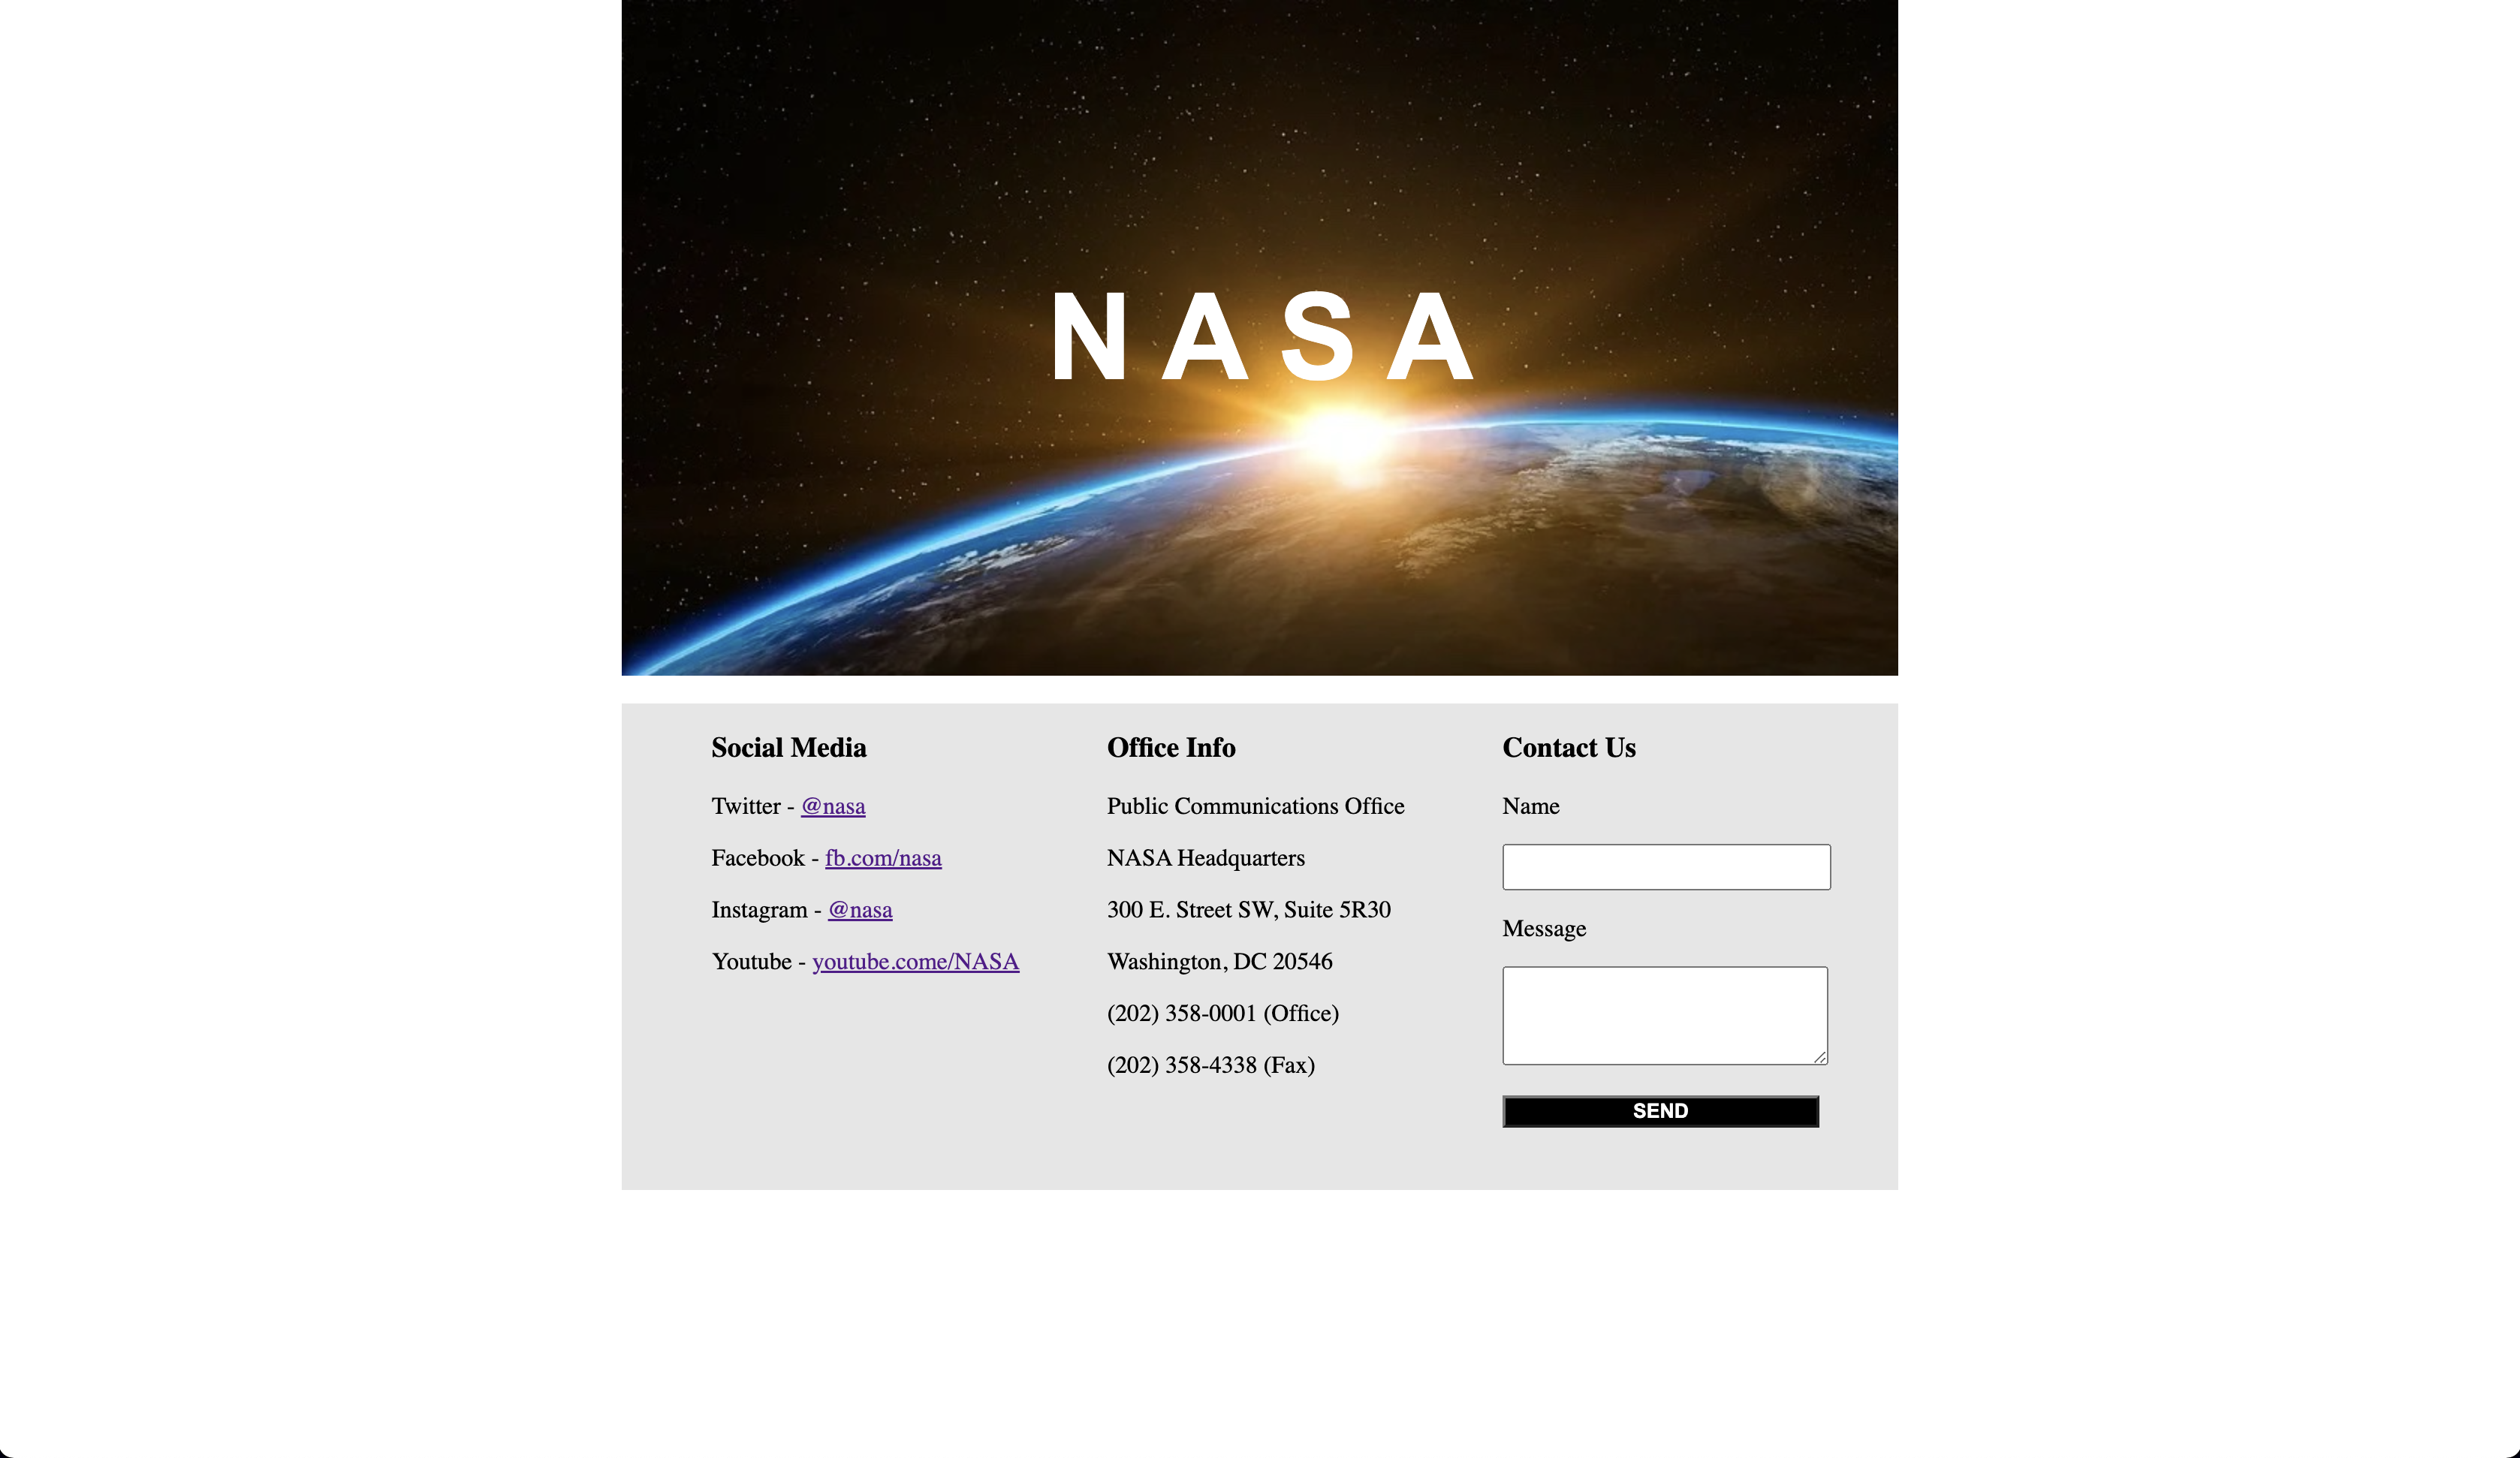 NASA
Social Media
Twitter - @nasa
Facebook - fb.com/nasa
Instagram - @nasa
Youtube - youtube.come/NASA
Office Info
Public Communications Office
NASA Headquarters
300 E. Street SW, Suite 5R30
Washington, DC 20546
(202) 358-0001 (Office)
(202) 358-4338 (Fax)
Contact Us
Name
Message
SEND